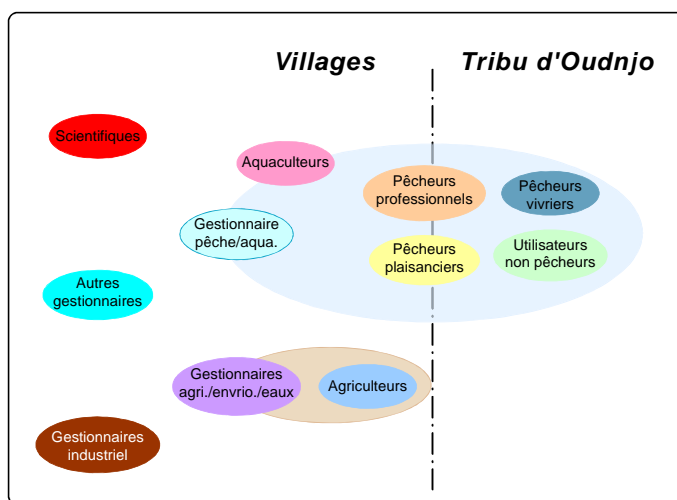 Villages
Tribu d'Oudnjo
Scientifiques
Aquaculteurs
Pêcheurs
professionnels
Pêcheurs
vivriers
Gestionnaire
pêche/aqua.
Pêcheurs
plaisanciers
Utilisateurs
non pêcheurs
Autres
gestionnaires
Gestionnaires
agri./envrio./eaux
Agriculteurs
Gestionnaires
industriel